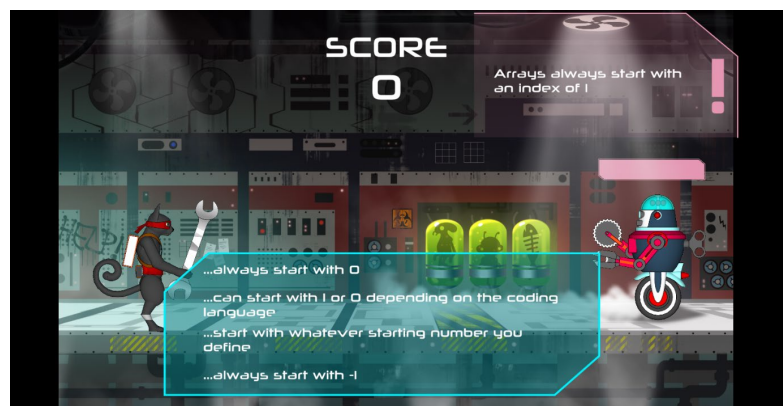 SCORE
0
Arrays always start with
an index of 1
!
HELP!
...always start with 0
...can start with 1 or 0 depending on the coding
language
...start with whatever starting number you
define
...always start with -1